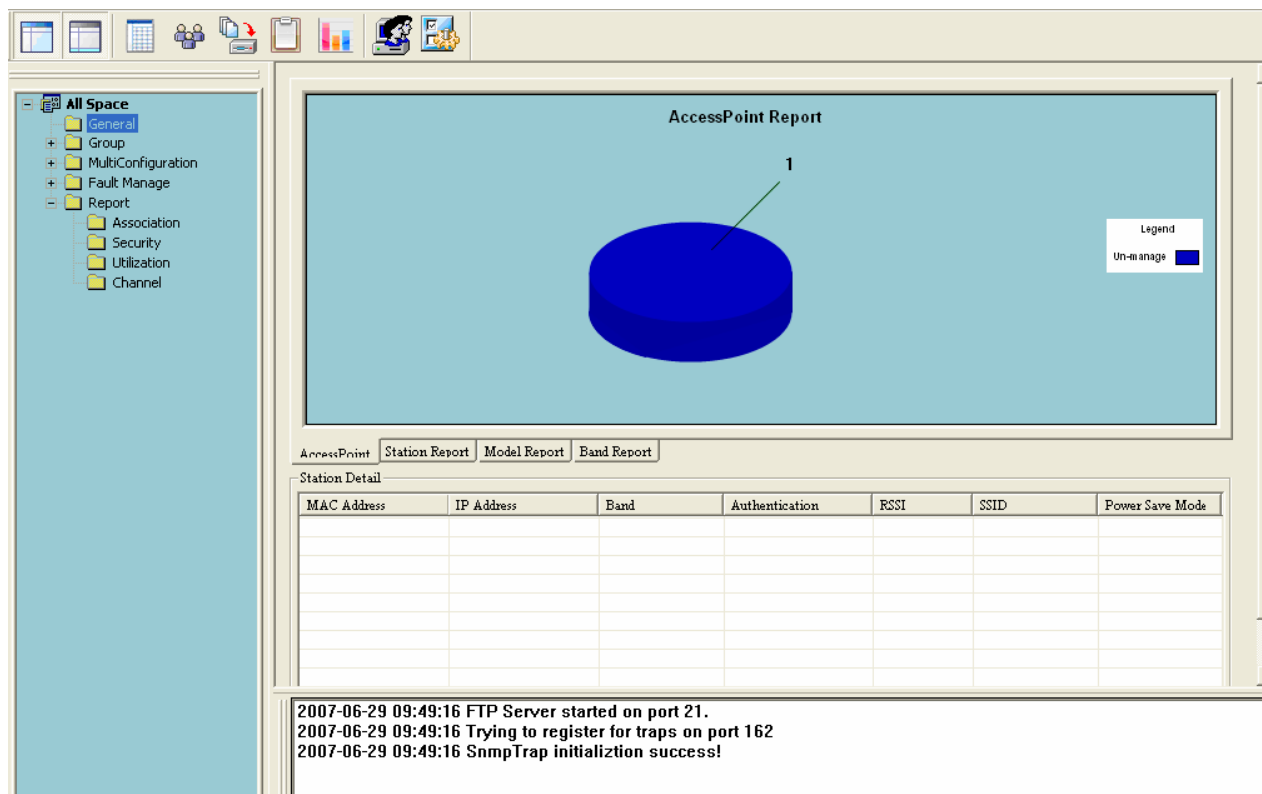 All Space
General
Group
MultiConfiguration
Fault Manage
Report
Association
Security
Utilization
Channel
AccessPoint Report
1
Legend
Un-manage
AccessPoint Station Report Model Report Band Report
Station Detail
MAC Address IP Address Band Authentication RSSI SSID Power Save Mode
2007-06-29 09:49:16 FTP Server started on port 21.
2007-06-29 09:49:16 Trying to register for traps on port 162
2007-06-29 09:49:16 SnmpTrap initializtion success!